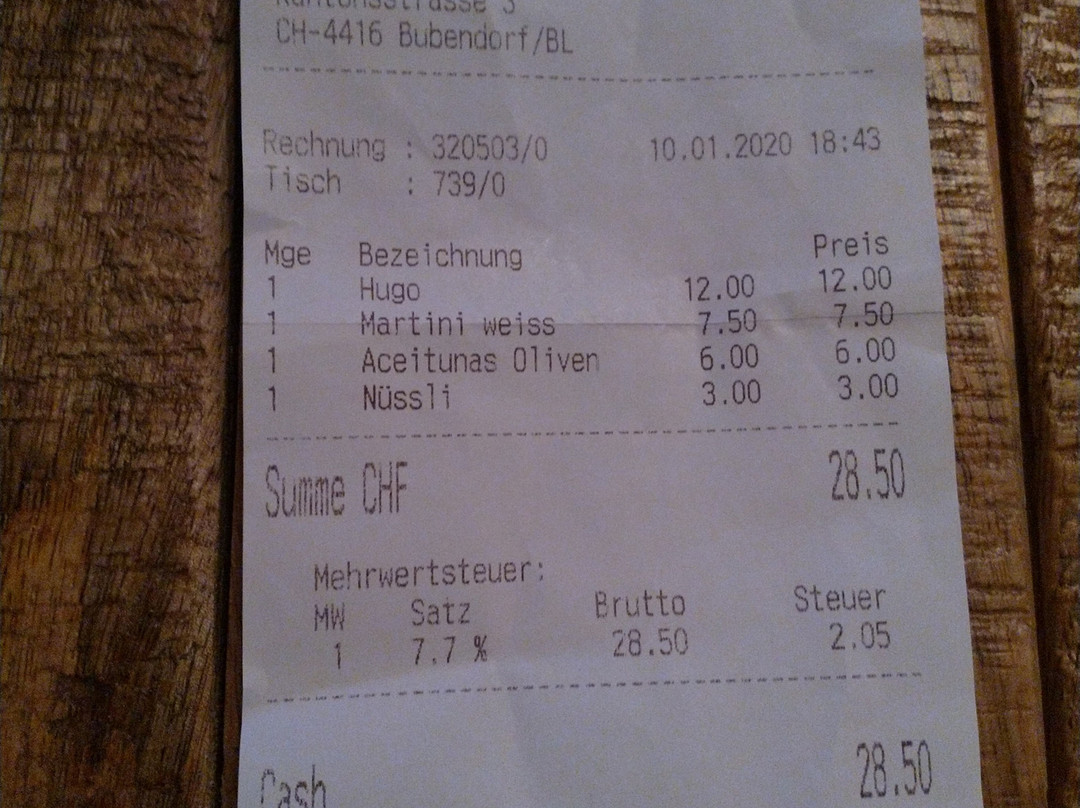 Kantonsstrasse 3
CH-4416 Bubendorf/BL
Rechnung : 320503/0 10.01.2020 18:43
Tisch : 739/0
Mge Bezeichnung Preis
1 Hugo 12.00 12.00
1 Martini weiss 7.50 7.50
1 Aceitunas Oliven 6.00 6.00
1 Nüssli 3.00 3.00
Summe CHF 28.50
Mehrwertsteuer:
MW Satz Brutto Steuer
1 7.7 % 28.50 2.05
Cash 28.50